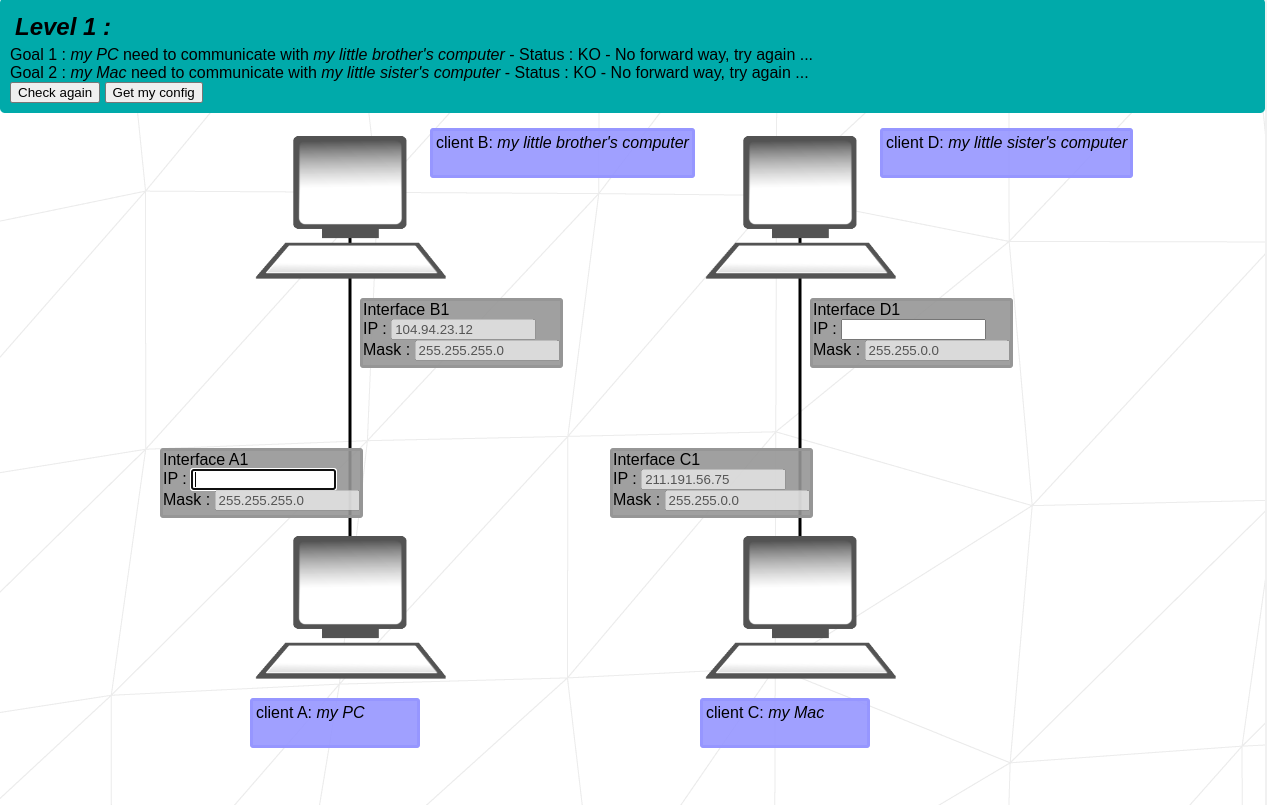 Level 1 :
Goal 1 : my PC need to communicate with my little brother's computer - Status : KO - No forward way, try again ...
Goal 2 : my Mac need to communicate with my little sister's computer - Status : KO - No forward way, try again ...
Check again Get my config
client B: my little brother's computer
client D: my little sister's computer
Interface B1
IP : 104.94.23.12
Mask : 255.255.255.0
Interface D1
IP :
Mask : 255.255.0.0
Interface A1
IP :
Mask : 255.255.255.0
Interface C1
IP : 211.191.56.75
Mask : 255.255.0.0
client A: my PC
client C: my Mac